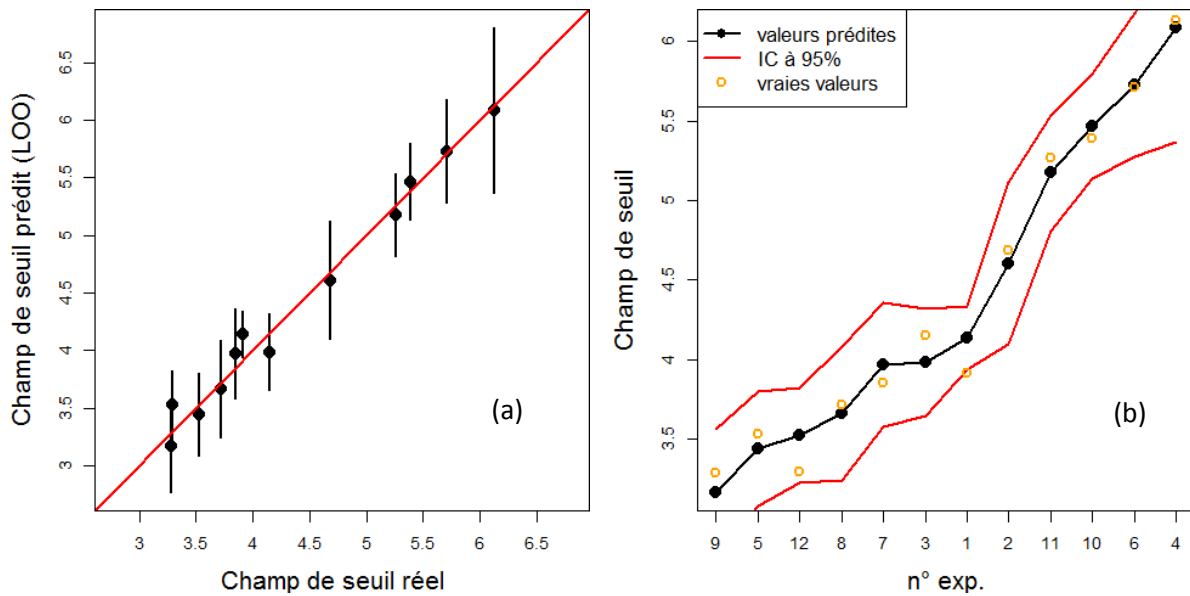 Champ de seuil prédit (LOO)
6.5
6
5.5
5
4.5
4
3.5
3
(a)
3 3.5 4 4.5 5 5.5 6 6.5
Champ de seuil réel
valeurs prédites
IC à 95%
vraies valeurs
Champ de seuil
6
5.5
5
4.5
4
3.5
(b)
9 5 12 8 7 3 1 2 11 10 6 4
n° exp.